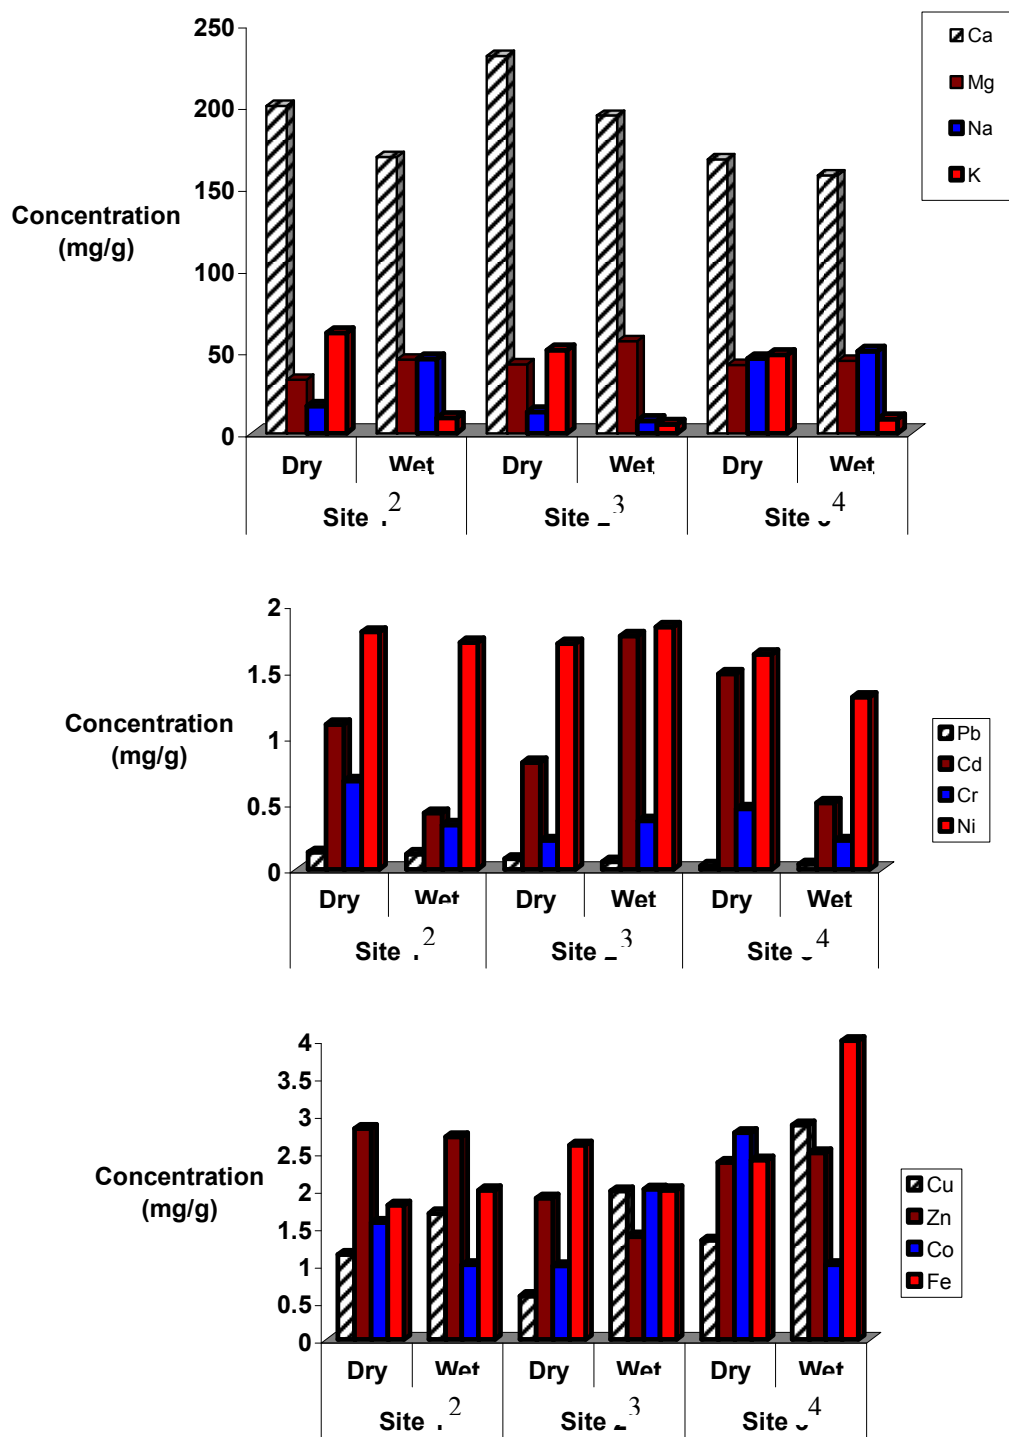 250
200
150
100
50
0
Concentration
(mg/g)
Ca
Mg
Na
K
Dry Wet Dry Wet Dry Wet
Site 2 Site 3 Site 4
2
1.5
1
0.5
0
Concentration
(mg/g)
Pb
Cd
Cr
Ni
Dry Wet Dry Wet Dry Wet
Site 2 Site 3 Site 4
4
3.5
3
2.5
2
1.5
1
0.5
0
Concentration
(mg/g)
Cu
Zn
Co
Fe
Dry Wet Dry Wet Dry Wet
Site 2 Site 3 Site 4